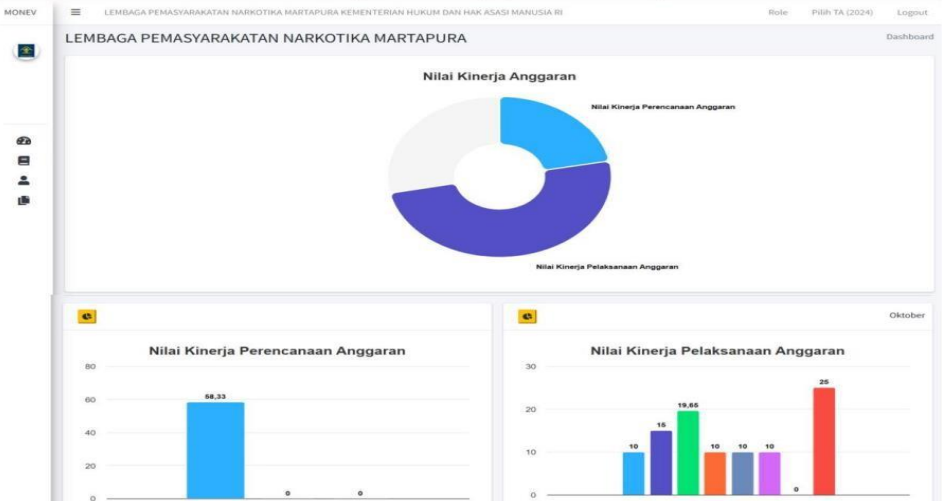 MONEV
LEMBAGA PEMASYARAKATAN NARKOTIKA MARTAPURA KEMENTERIAN HUKUM DAN HAK ASASI MANUSIA RI
Role
Pilih TA (2024)
Logout
LEMBAGA PEMASYARAKATAN NARKOTIKA MARTAPURA
Dashboard
Nilai Kinerja Anggaran
Nilai Kinerja Perencanaan Anggaran
Nilai Kinerja Pelaksanaan Anggaran
Nilai Kinerja Perencanaan Anggaran
80
60
40
20
0
58,33
0
0
Oktober
Nilai Kinerja Pelaksanaan Anggaran
30
20
10
0
10
15
19,65
10
10
10
0
25